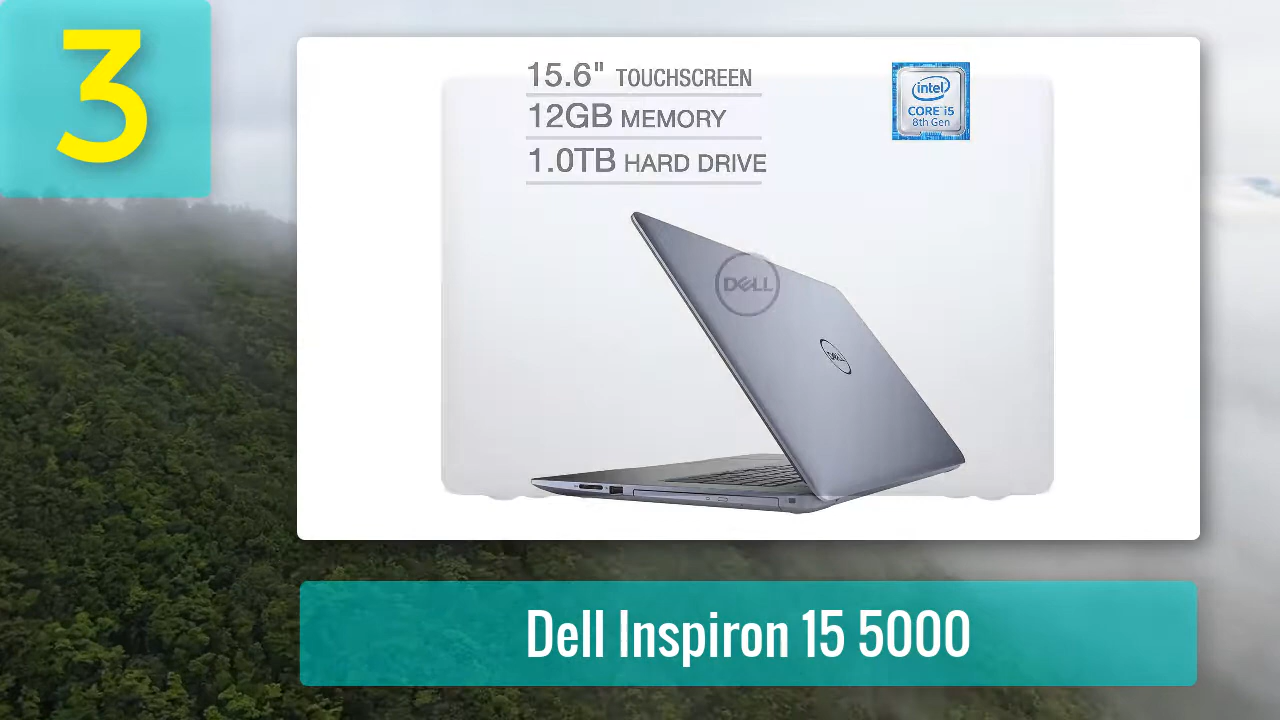 3
15.6" TOUCHSCREEN
12GB MEMORY
1.0TB HARD DRIVE
intel
CORE i5
8th Gen
DELL
DELL
Dell Inspiron 15 5000